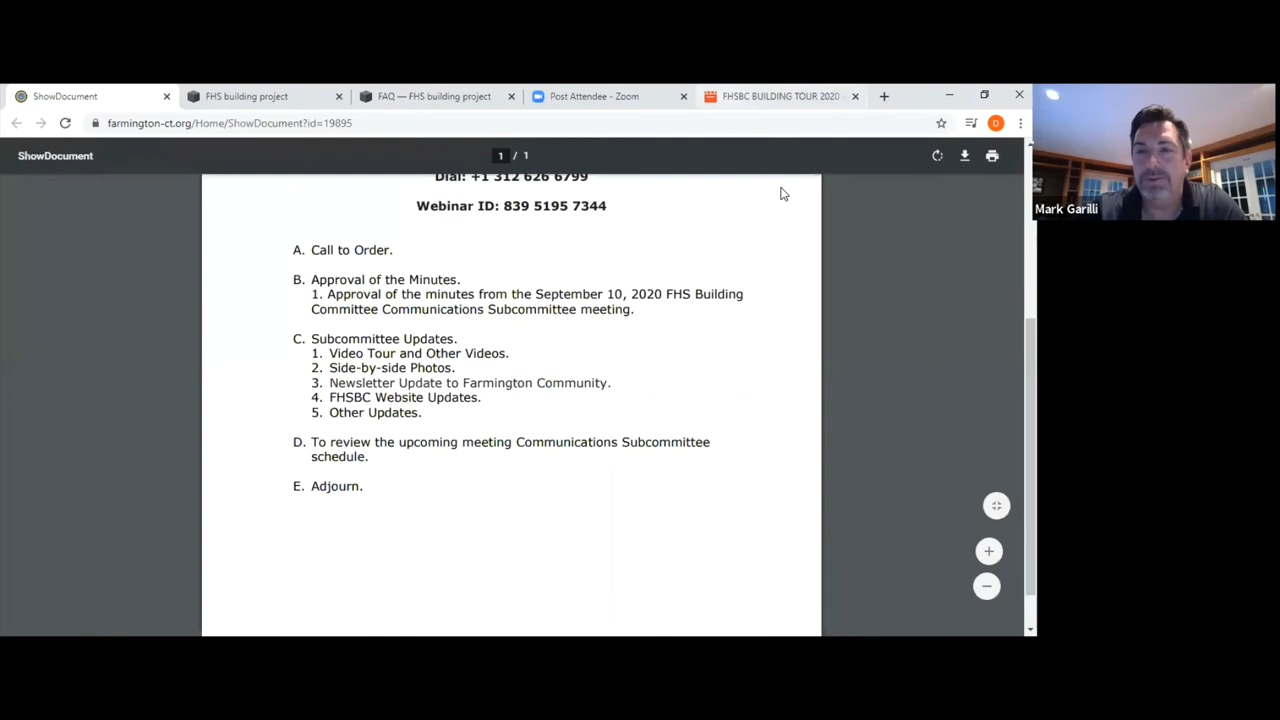 ShowDocument
FHS building project
FAQ — FHS building project
Post Attendee - Zoom
FHSBC BUILDING TOUR 2020
farmington-ct.org/Home/ShowDocument?id=19895
D
ShowDocument
1 / 1
Dial: +1 312 626 6799
Webinar ID: 839 5195 7344
A. Call to Order.
B. Approval of the Minutes.
1. Approval of the minutes from the September 10, 2020 FHS Building
Committee Communications Subcommittee meeting.
C. Subcommittee Updates.
1. Video Tour and Other Videos.
2. Side-by-side Photos.
3. Newsletter Update to Farmington Community.
4. FHSBC Website Updates.
5. Other Updates.
D. To review the upcoming meeting Communications Subcommittee
schedule.
E. Adjourn.
Mark Garilli